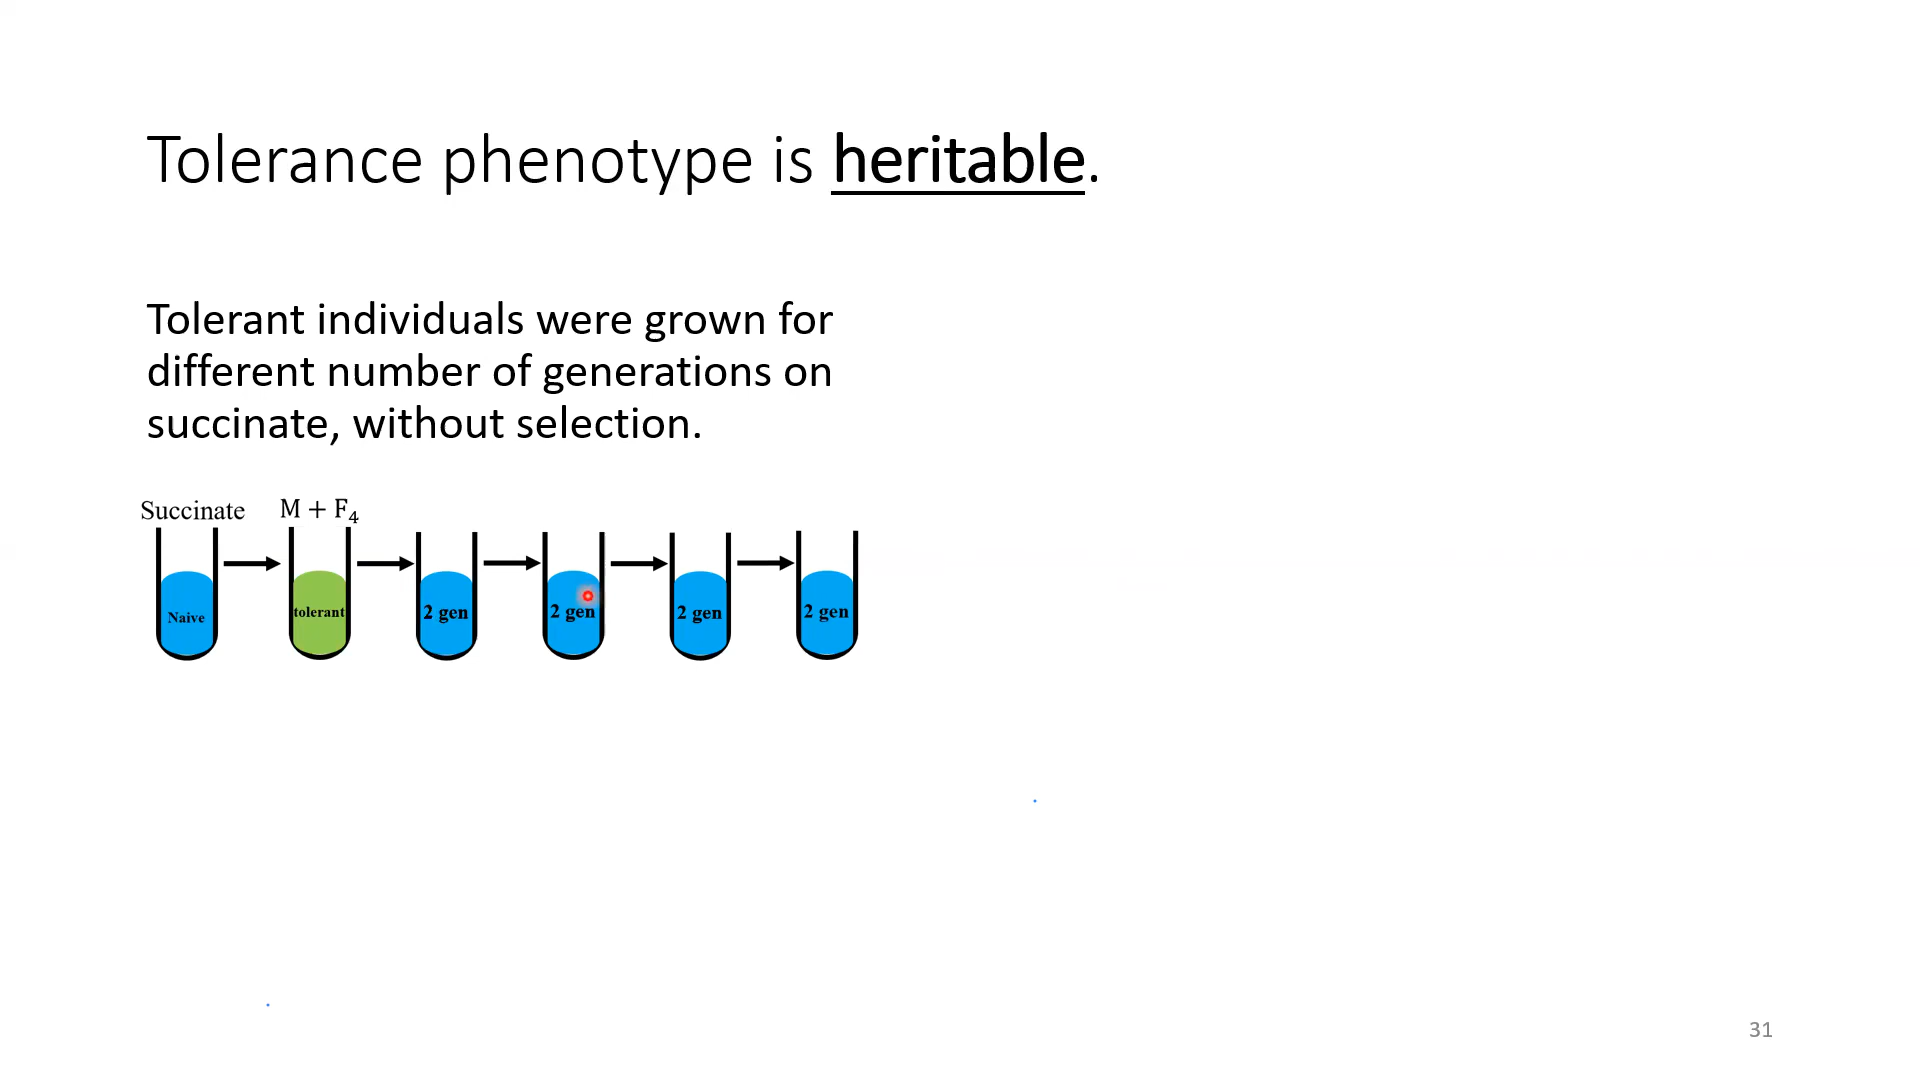 Tolerance phenotype is heritable.
Tolerant individuals were grown for
different number of generations on
succinate, without selection.
Succinate M + F₄
Naive tolerant 2 gen 2 gen 2 gen 2 gen
31